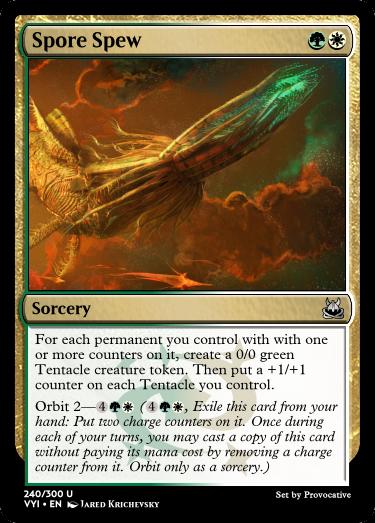 Spore Spew
Sorcery
For each permanent you control with with one
or more counters on it, create a 0/0 green
Tentacle creature token. Then put a +1/+1
counter on each Tentacle you control.
Orbit 2—4 (4, Exile this card from your
hand: Put two charge counters on it. Once during
each of your turns, you may cast a copy of this card
without paying its mana cost by removing a charge
counter from it. Orbit only as a sorcery.)
240/300 U
VYI • EN Jared Krichevsky
Set by Provocative